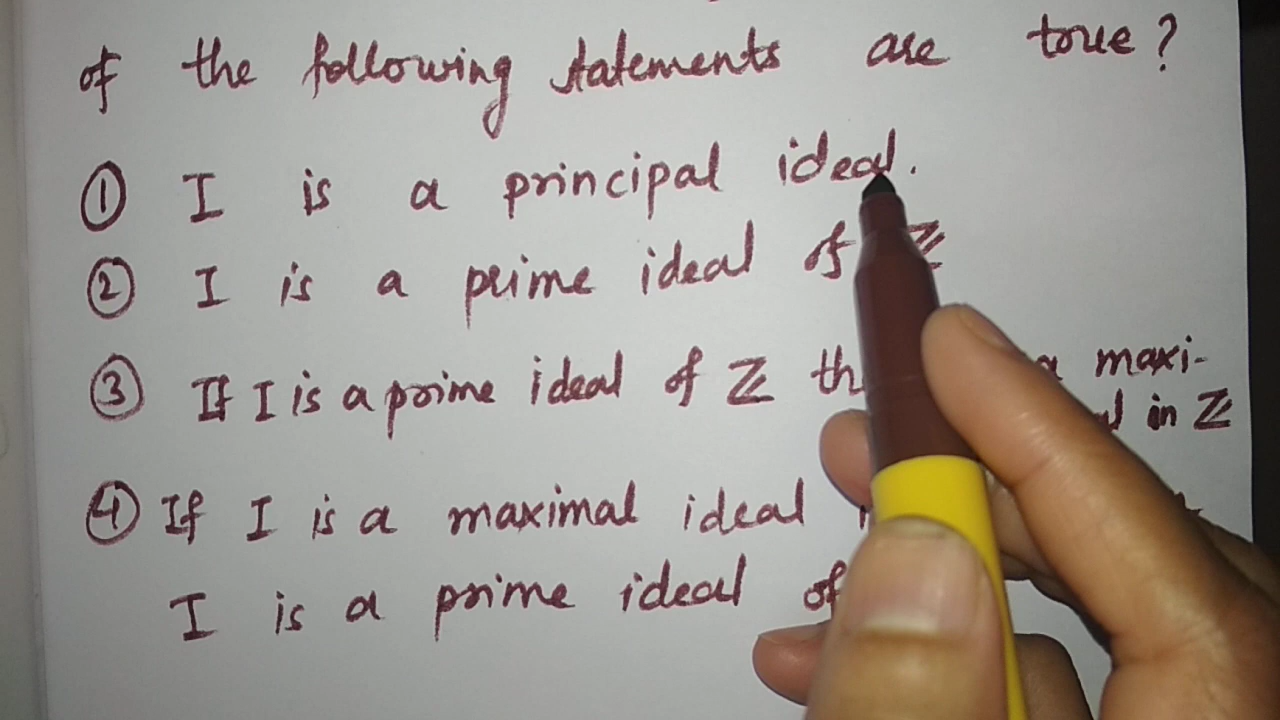 of the following statements are true?
① I is a principal ideal.
② I is a prime ideal of ℤ
③ If I is a prime ideal of ℤ a maxi-
in ℤ
④ If I is a maximal ideal
I is a prime ideal of